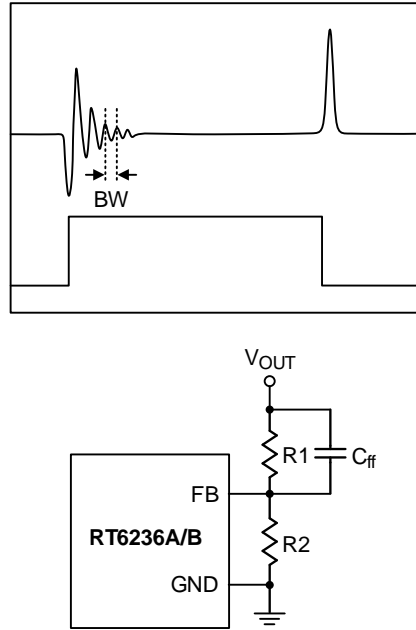 BW
VOUT
R1
Cff
FB
RT6236A/B
R2
GND